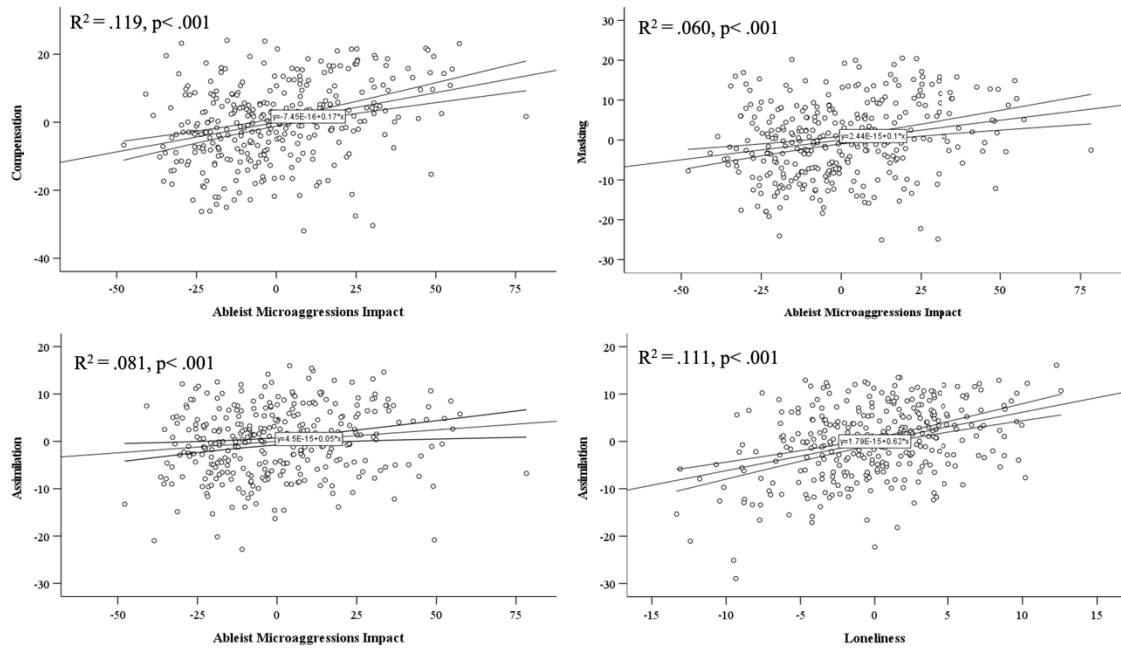 R² = .119, p< .001
20
0
-20
-40
Compensation
y=-7.45E-16+0.17*x
-50 -25 0 25 50 75
Ableist Microaggressions Impact
R² = .060, p< .001
30
20
10
0
-10
-20
-30
Masking
y=2.44E-15+0.1*x
-50 -25 0 25 50 75
Ableist Microaggressions Impact
R² = .081, p< .001
20
10
0
-10
-20
-30
Assimilation
y=4.5E-15+0.05*x
-50 -25 0 25 50 75
Ableist Microaggressions Impact
R² = .111, p< .001
20
10
0
-10
-20
-30
Assimilation
y=1.79E-15+0.62*x
-15 -10 -5 0 5 10 15
Loneliness